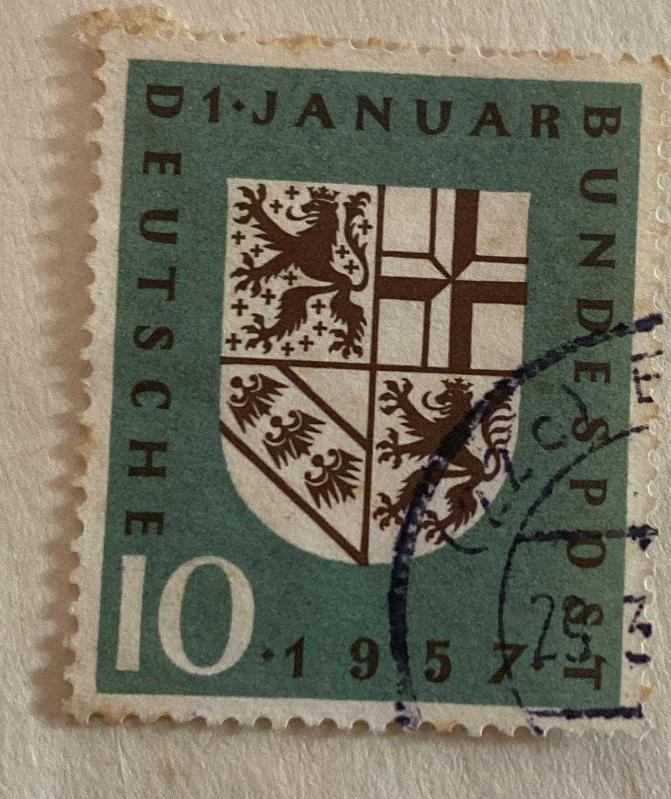 1·JANUAR
DEUTSCHE
BUNDESPOST
10
·1957·